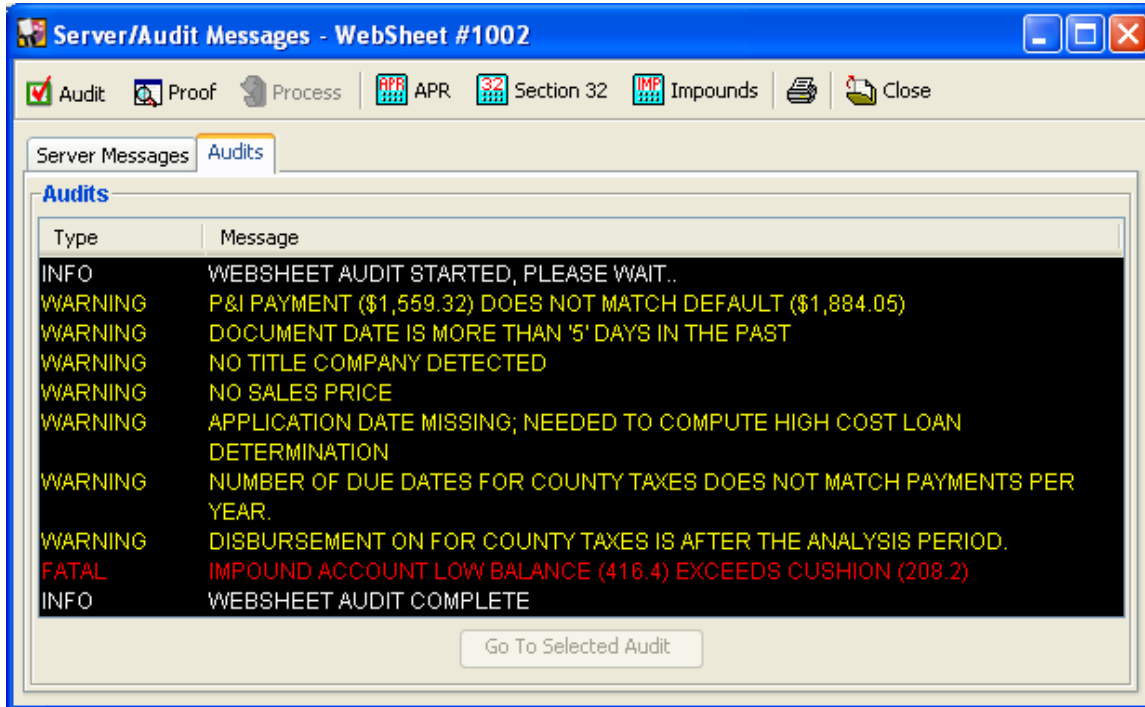 Server/Audit Messages - WebSheet #1002
Audit Proof Process APR APR 32 Section 32 IMP Impounds Close
Server Messages Audits
Audits
Type Message
INFO WEBSHEET AUDIT STARTED, PLEASE WAIT..
WARNING P&I PAYMENT ($1,559.32) DOES NOT MATCH DEFAULT ($1,884.05)
WARNING DOCUMENT DATE IS MORE THAN '5' DAYS IN THE PAST
WARNING NO TITLE COMPANY DETECTED
WARNING NO SALES PRICE
WARNING APPLICATION DATE MISSING; NEEDED TO COMPUTE HIGH COST LOAN
DETERMINATION
WARNING NUMBER OF DUE DATES FOR COUNTY TAXES DOES NOT MATCH PAYMENTS PER
YEAR.
WARNING DISBURSEMENT ON FOR COUNTY TAXES IS AFTER THE ANALYSIS PERIOD.
FATAL IMPOUND ACCOUNT LOW BALANCE (416.4) EXCEEDS CUSHION (208.2)
INFO WEBSHEET AUDIT COMPLETE
Go To Selected Audit